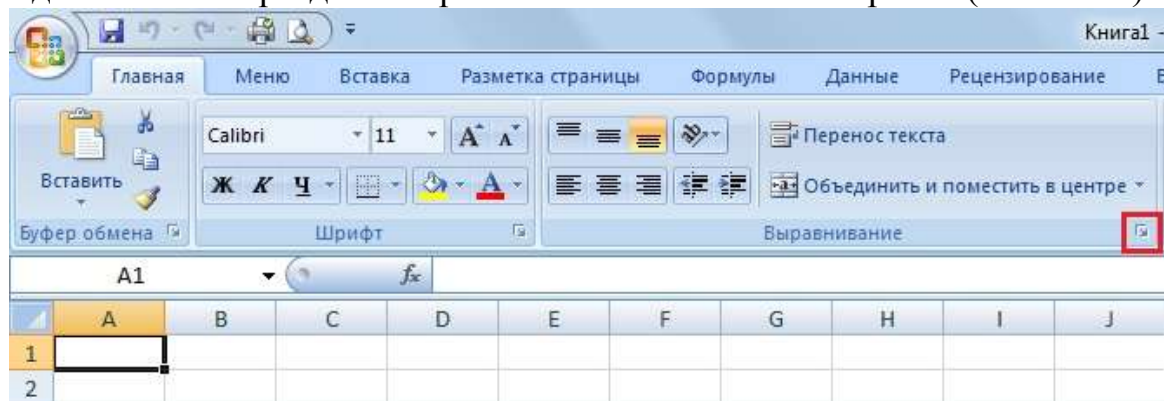 Книга1 -
Главная Меню Вставка Разметка страницы Формулы Данные Рецензирование
Calibri 11 A A Перенос текста
Вставить Ж К Ч A -a- Объединить и поместить в центре
Буфер обмена Шрифт Выравнивание
A1 fx
A B C D E F G H I J
1
2